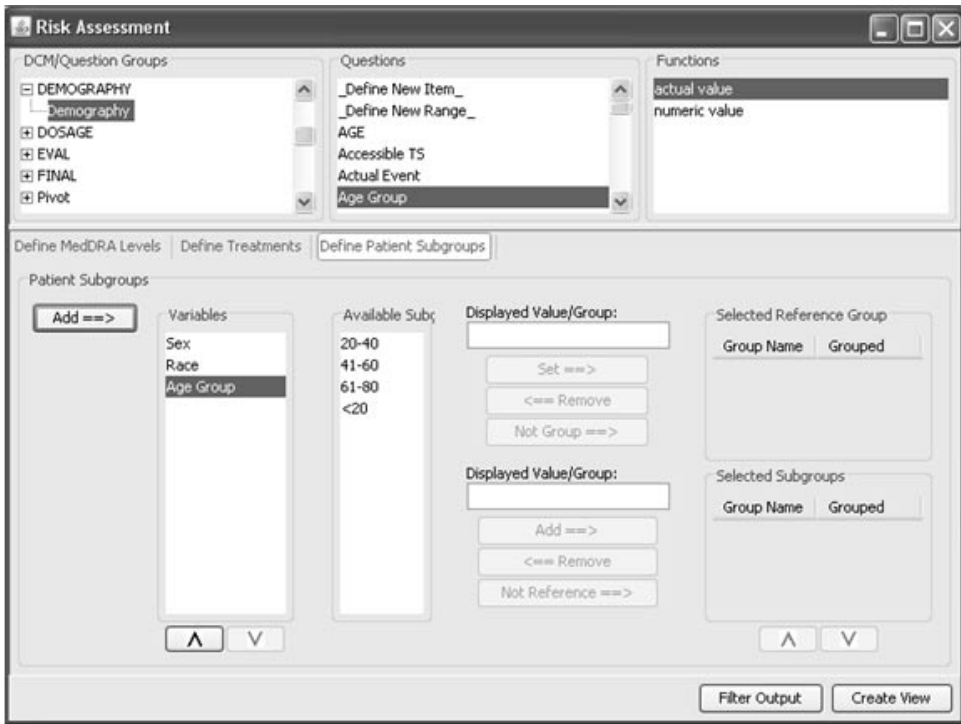 Risk Assessment
DCM/Question Groups
DEMOGRAPHY
Demography
DOSAGE
EVAL
FINAL
Pivot
Questions
_Define New Item_
_Define New Range_
AGE
Accessible TS
Actual Event
Age Group
Functions
actual value
numeric value
Define MedDRA Levels Define Treatments Define Patient Subgroups
Patient Subgroups
Add ==>
Variables
Sex
Race
Age Group
Available Subg
20-40
41-60
61-80
<20
Displayed Value/Group:
Set ==>
<== Remove
Not Group ==>
Displayed Value/Group:
Add ==>
<== Remove
Not Reference ==>
Selected Reference Group
Group Name Grouped
Selected Subgroups
Group Name Grouped
Filter Output Create View